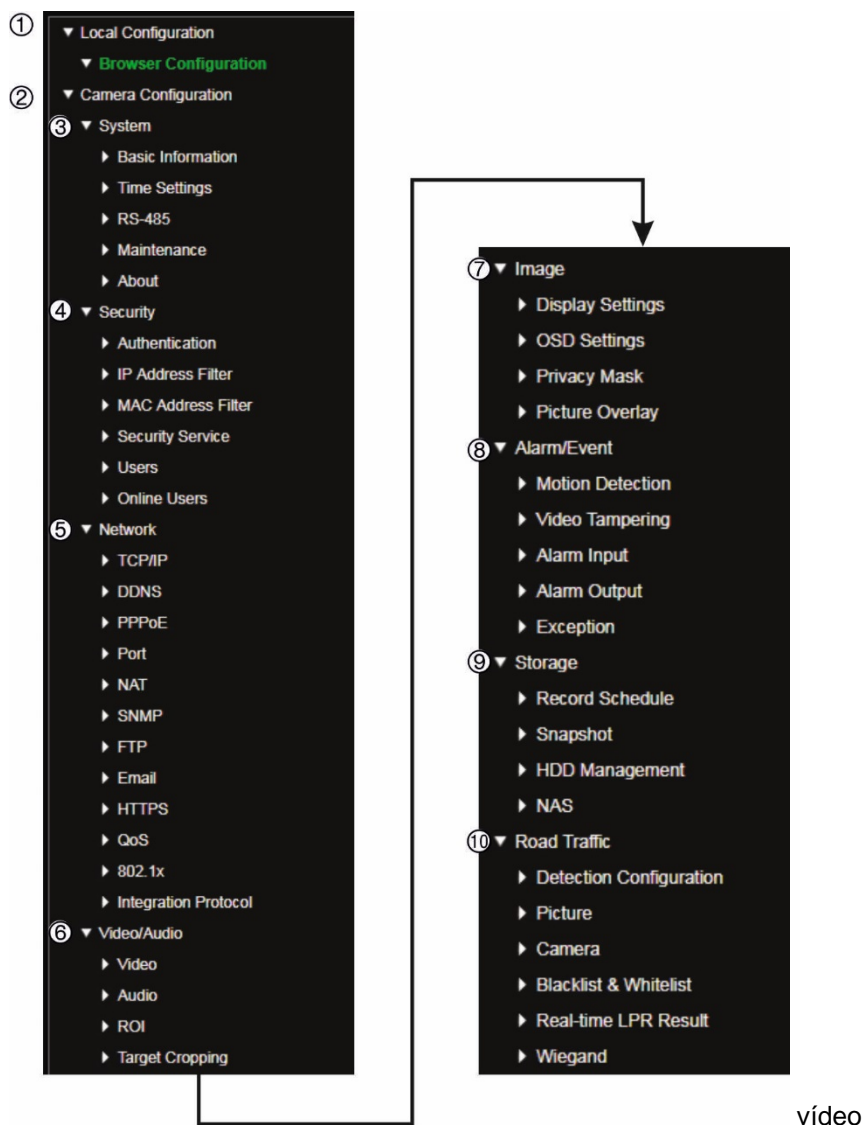 ① Local Configuration
Browser Configuration
② Camera Configuration
③ System
Basic Information
Time Settings
RS-485
Maintenance
About
④ Security
Authentication
IP Address Filter
MAC Address Filter
Security Service
Users
Online Users
⑤ Network
TCP/IP
DDNS
PPPoE
Port
NAT
SNMP
FTP
Email
HTTPS
QoS
802.1x
Integration Protocol
⑥ Video/Audio
Video
Audio
ROI
Target Cropping
⑦ Image
Display Settings
OSD Settings
Privacy Mask
Picture Overlay
⑧ Alarm/Event
Motion Detection
Video Tampering
Alarm Input
Alarm Output
Exception
⑨ Storage
Record Schedule
Snapshot
HDD Management
NAS
⑩ Road Traffic
Detection Configuration
Picture
Camera
Blacklist & Whitelist
Real-time LPR Result
Wiegand
vídeo